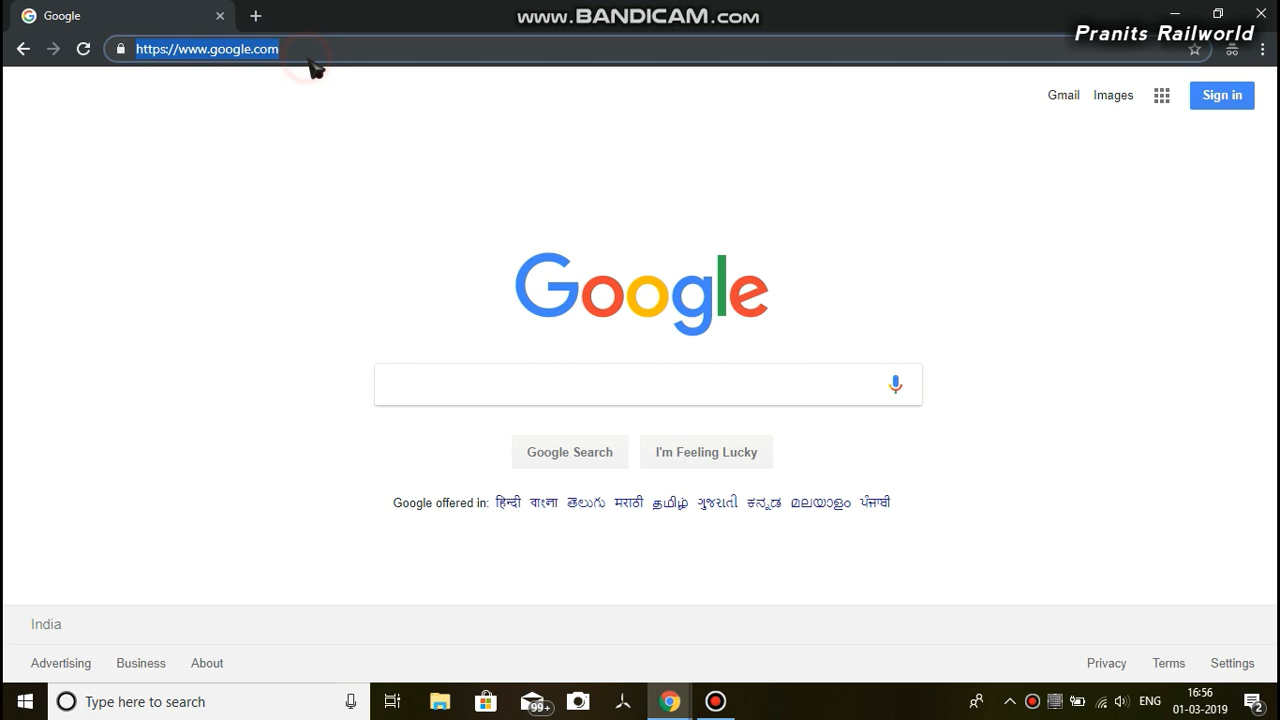 Google
www.BANDICAM.com
Pranits Railworld
https://www.google.com
Gmail Images Sign in
Google
Google Search I'm Feeling Lucky
Google offered in: हिन्दी বাংলা తెలుగు मराठी தமிழ் ગુજરાતી ಕನ್ನಡ മലയാളം ਪੰਜਾਬੀ
India
Advertising Business About Privacy Terms Settings
Type here to search 99+ ENG 16:56
01-03-2019 2